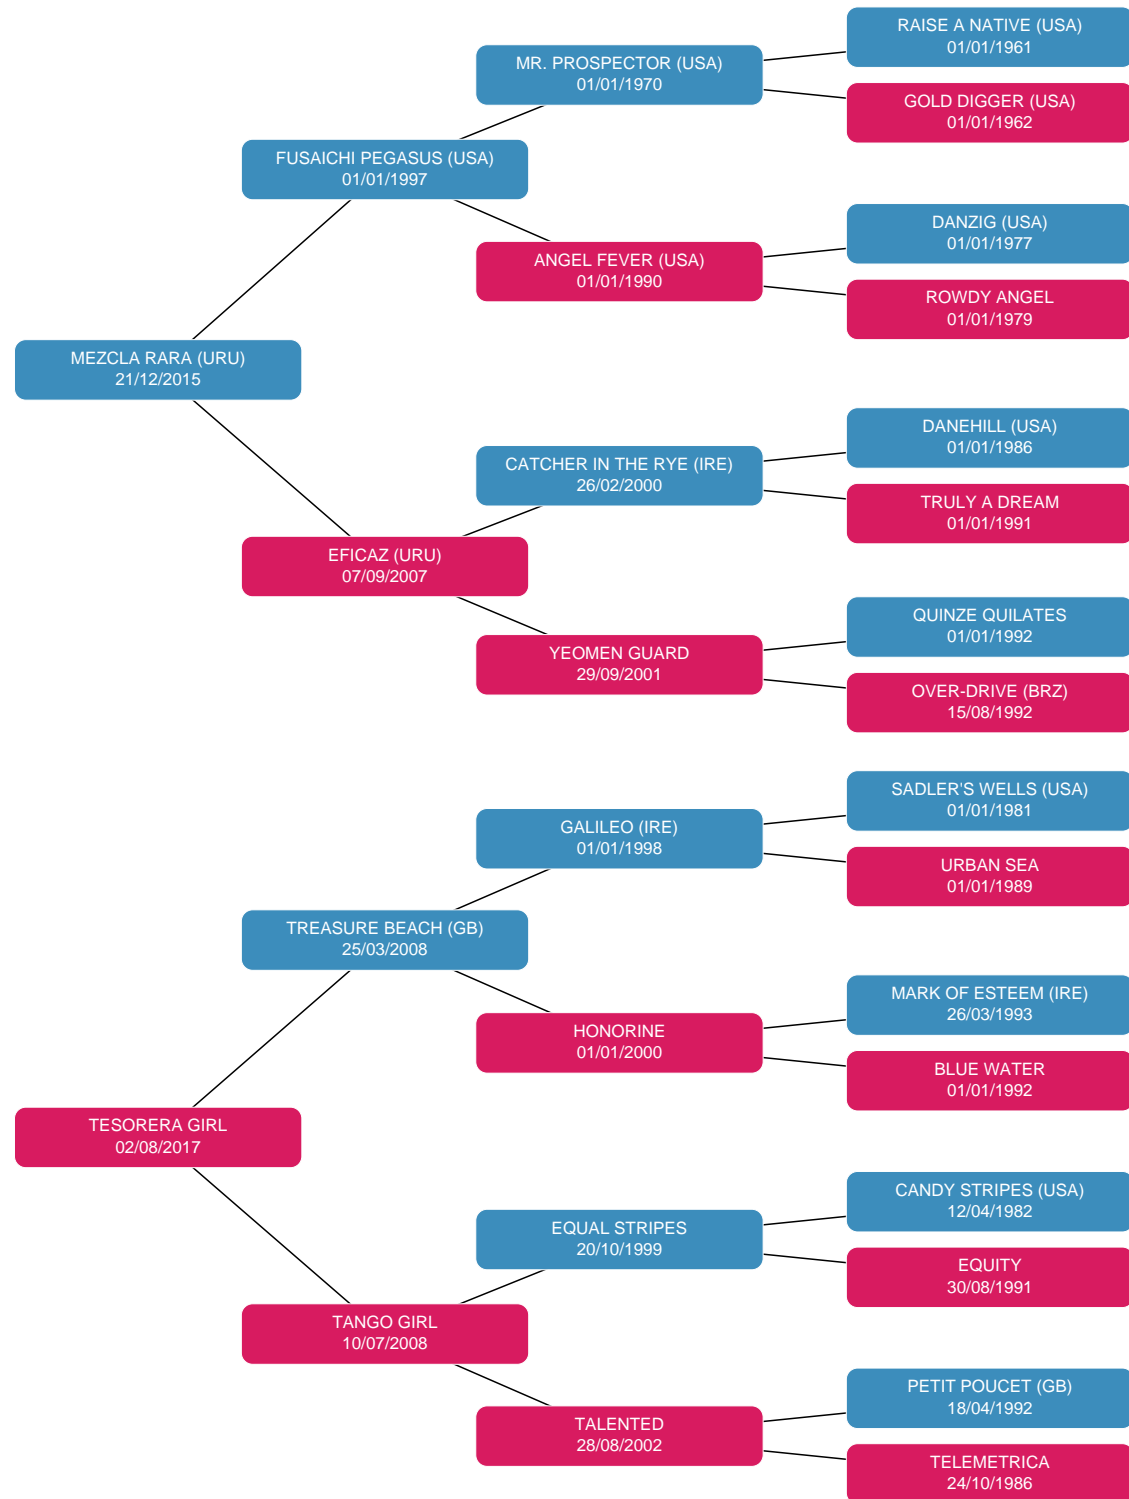 RAISE A NATIVE (USA)
01/01/1961
MR. PROSPECTOR (USA)
01/01/1970
GOLD DIGGER (USA)
01/01/1962
FUSAICHI PEGASUS (USA)
01/01/1997
DANZIG (USA)
01/01/1977
ANGEL FEVER (USA)
01/01/1990
ROWDY ANGEL
01/01/1979
MEZCLA RARA (URU)
21/12/2015
DANEHILL (USA)
01/01/1986
CATCHER IN THE RYE (IRE)
26/02/2000
TRULY A DREAM
01/01/1991
EFICAZ (URU)
07/09/2007
QUINZE QUILATES
01/01/1992
YEOMEN GUARD
29/09/2001
OVER-DRIVE (BRZ)
15/08/1992
SADLER'S WELLS (USA)
01/01/1981
GALILEO (IRE)
01/01/1998
URBAN SEA
01/01/1989
TREASURE BEACH (GB)
25/03/2008
MARK OF ESTEEM (IRE)
26/03/1993
HONORINE
01/01/2000
BLUE WATER
01/01/1992
TESORERA GIRL
02/08/2017
CANDY STRIPES (USA)
12/04/1982
EQUAL STRIPES
20/10/1999
EQUITY
30/08/1991
TANGO GIRL
10/07/2008
PETIT POUCET (GB)
18/04/1992
TALENTED
28/08/2002
TELEMETRICA
24/10/1986